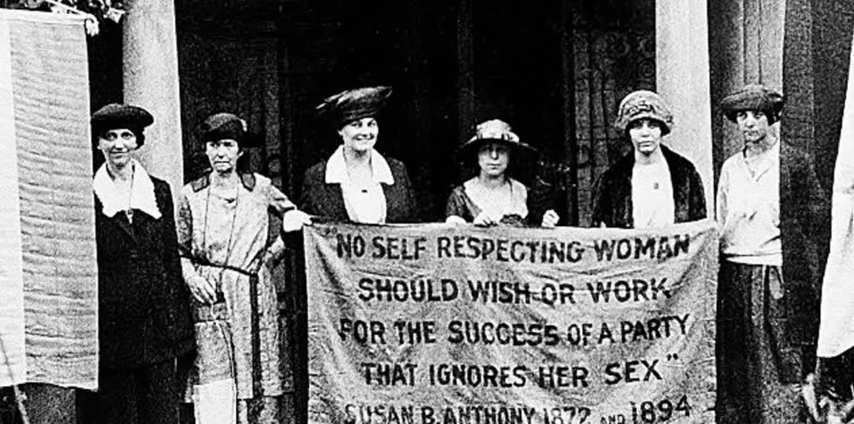 "NO SELF RESPECTING WOMAN
SHOULD WISH OR WORK
FOR THE SUCCESS OF A PARTY
THAT IGNORES HER SEX"
SUSAN B. ANTHONY 1872 AND 1894